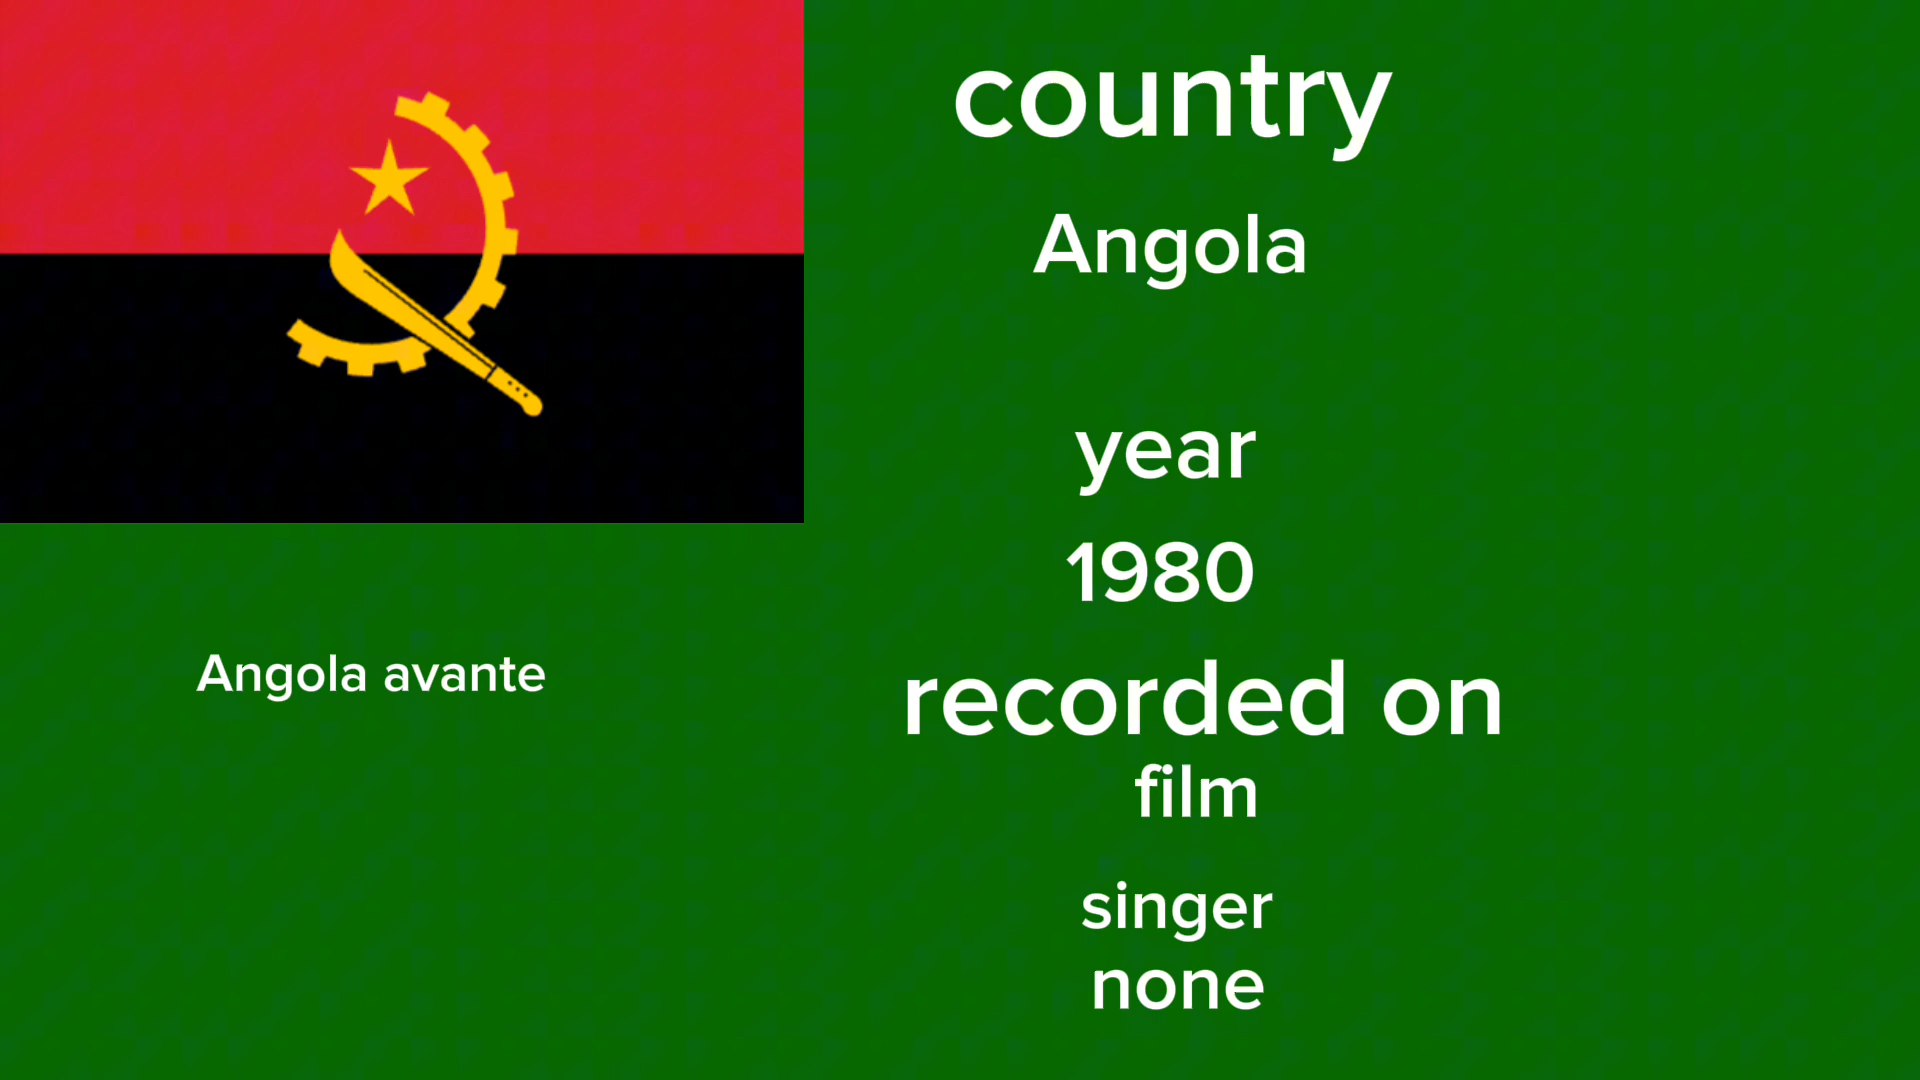 country
Angola
year
1980
Angola avante
recorded on
film
singer
none